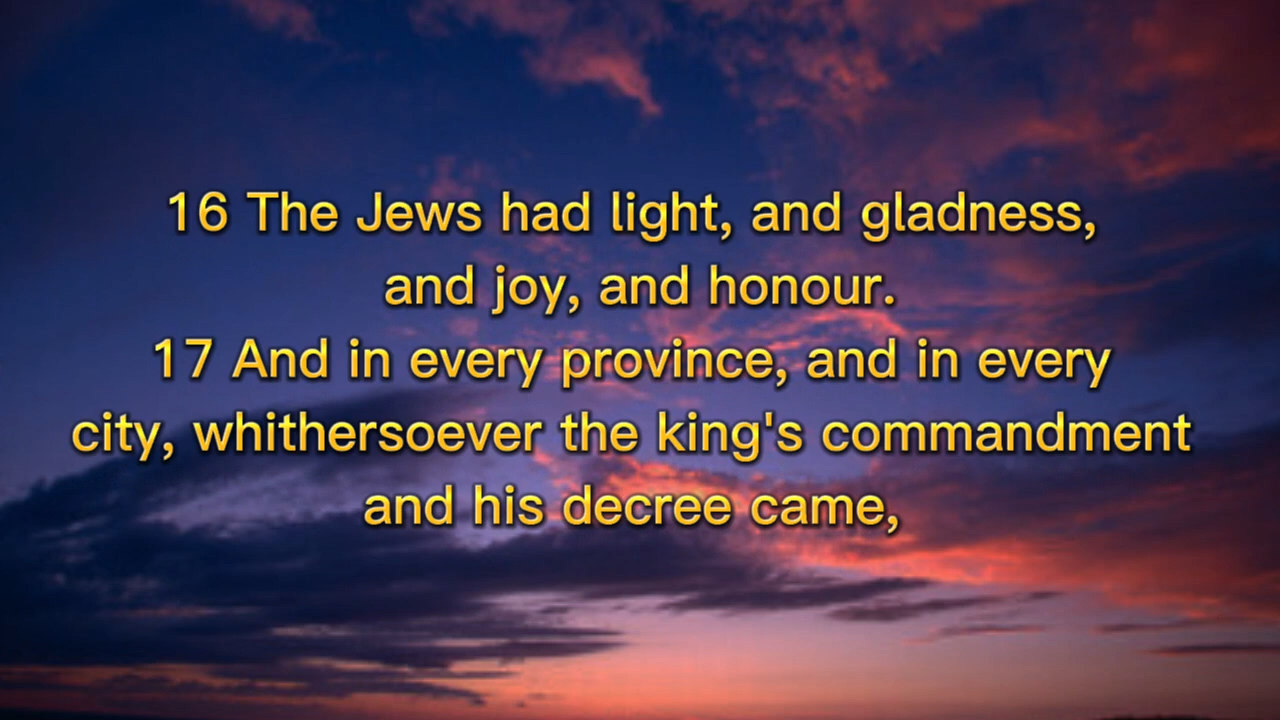 16 The Jews had light, and gladness,
and joy, and honour.
17 And in every province, and in every
city, whithersoever the king's commandment
and his decree came,